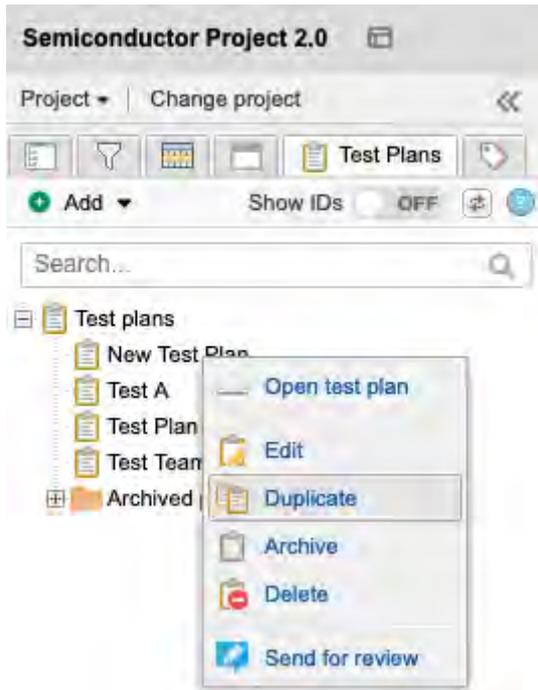 Semiconductor Project 2.0
Project | Change project
Test Plans
Add Show IDs OFF
Search...
Test plans
New Test Plan
Test A
Open test plan
Test Plan
Edit
Test Team
Archived
Duplicate
Archive
Delete
Send for review